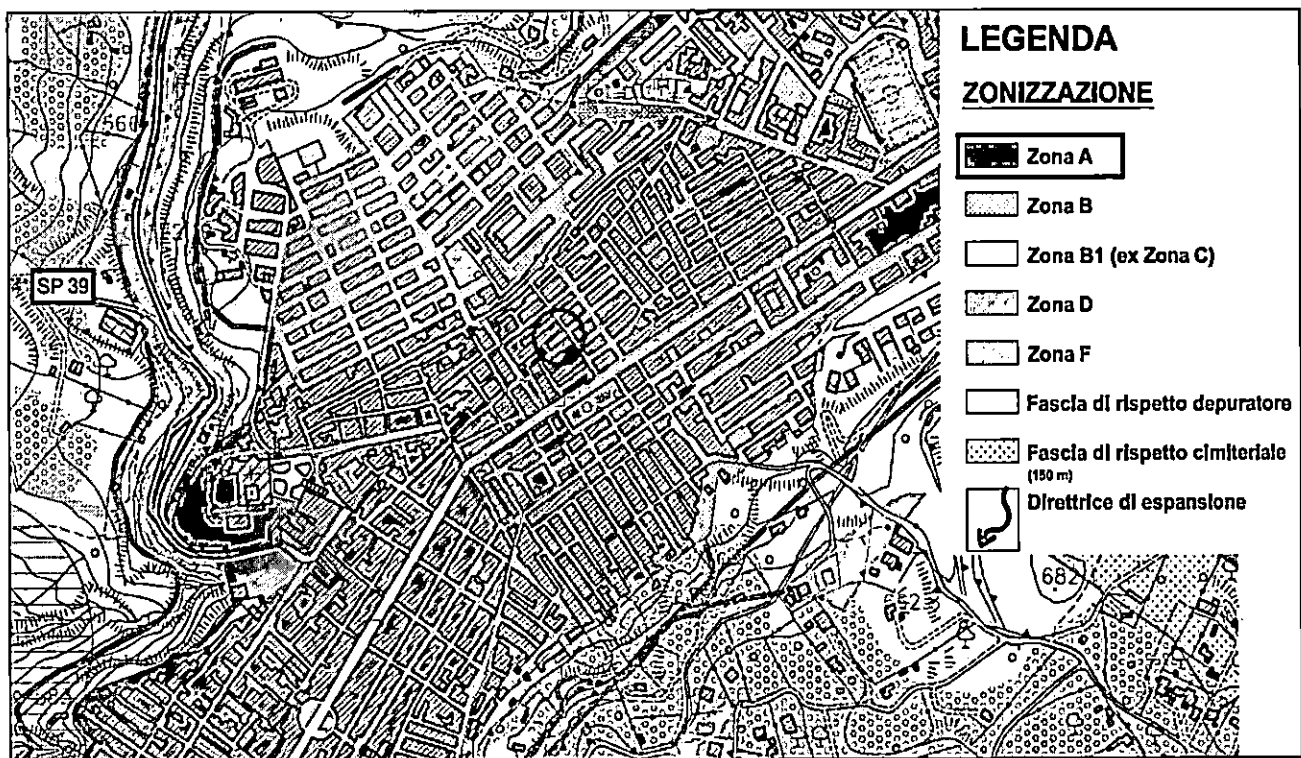 LEGENDA
ZONIZZAZIONE
Zona A
Zona B
Zona B1 (ex Zona C)
Zona D
Zona F
Fascia di rispetto depuratore
Fascia di rispetto cimiteriale
(150 m)
Direttrice di espansione
SP 39
682